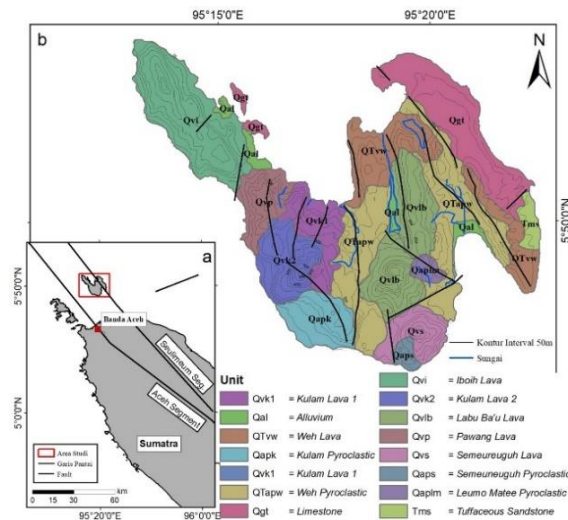 95°15'0"E
95°20'0"E
b
N
Qgt
Qal
Qvi
Qgt
Qal
Qgt
QTvw
Qvp
Qvk1
QTapw
Qvlb
Qal
QTapw
Qal
Tms
5°50'0"N
Qvk2
Qaplm
QTvw
Qvlb
Qapk
Qvs
Qaps
a
5°50'0"N
Banda Aceh
Seulimeum Seg.
Aceh Segment
5°0'0"N
Sumatra
Area Studi
Garis Pantai
Fault
0 15 30 60
km
95°20'0"E
96°0'0"E
Kontur Interval 50m
Sungai
Unit
Qvk1 = Kulam Lava 1
Qal = Alluvium
QTvw = Weh Lava
Qapk = Kulam Pyroclastic
Qvk1 = Kulam Lava 1
QTapw = Weh Pyroclastic
Qgt = Limestone
Qvi = Iboih Lava
Qvk2 = Kulam Lava 2
Qvlb = Labu Ba'u Lava
Qvp = Pawang Lava
Qvs = Semeureuguh Lava
Qaps = Semeuneuguh Pyroclastic
Qaplm = Leumo Matee Pyroclastic
Tms = Tuffaceous Sandstone